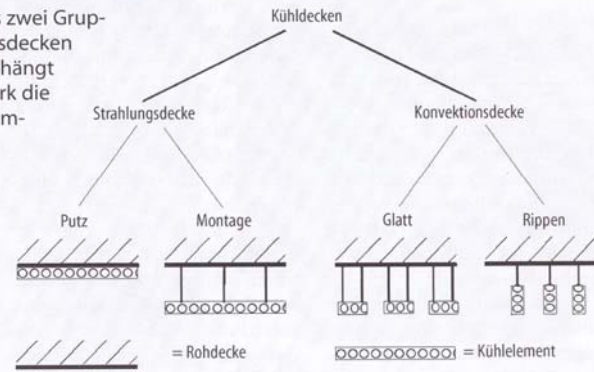 s zwei Grup-
sdecken
hängt
rk die
m-
Kühldecken
Strahlungsdecke Konvektionsdecke
Putz Montage Glatt Rippen
= Rohdecke = Kühlelement